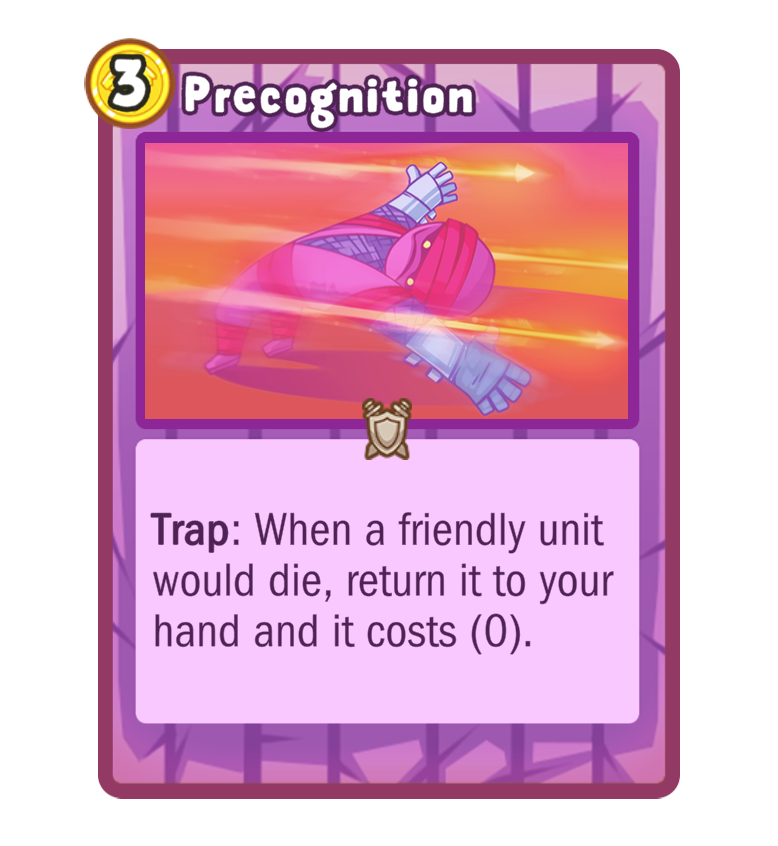 3
Precognition
Trap: When a friendly unit
would die, return it to your
hand and it costs (0).